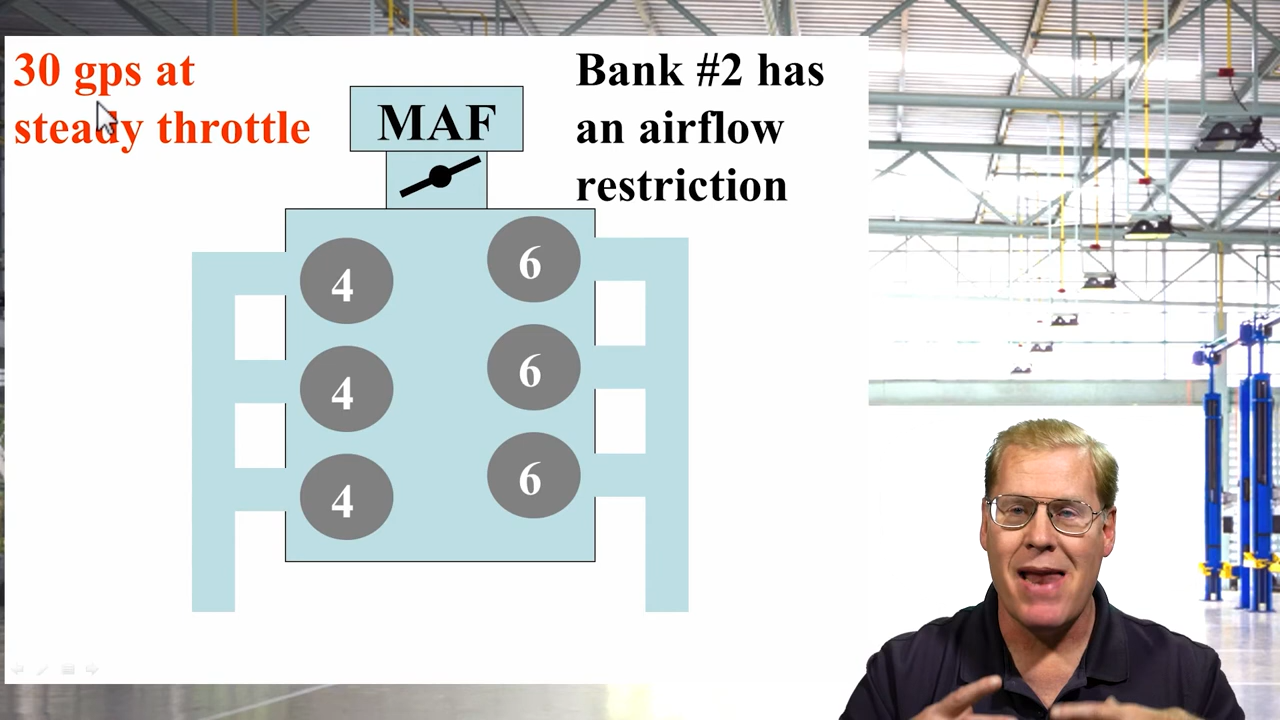 30 gps at
steady throttle
MAF
Bank #2 has
an airflow
restriction
4
6
4
6
4
6